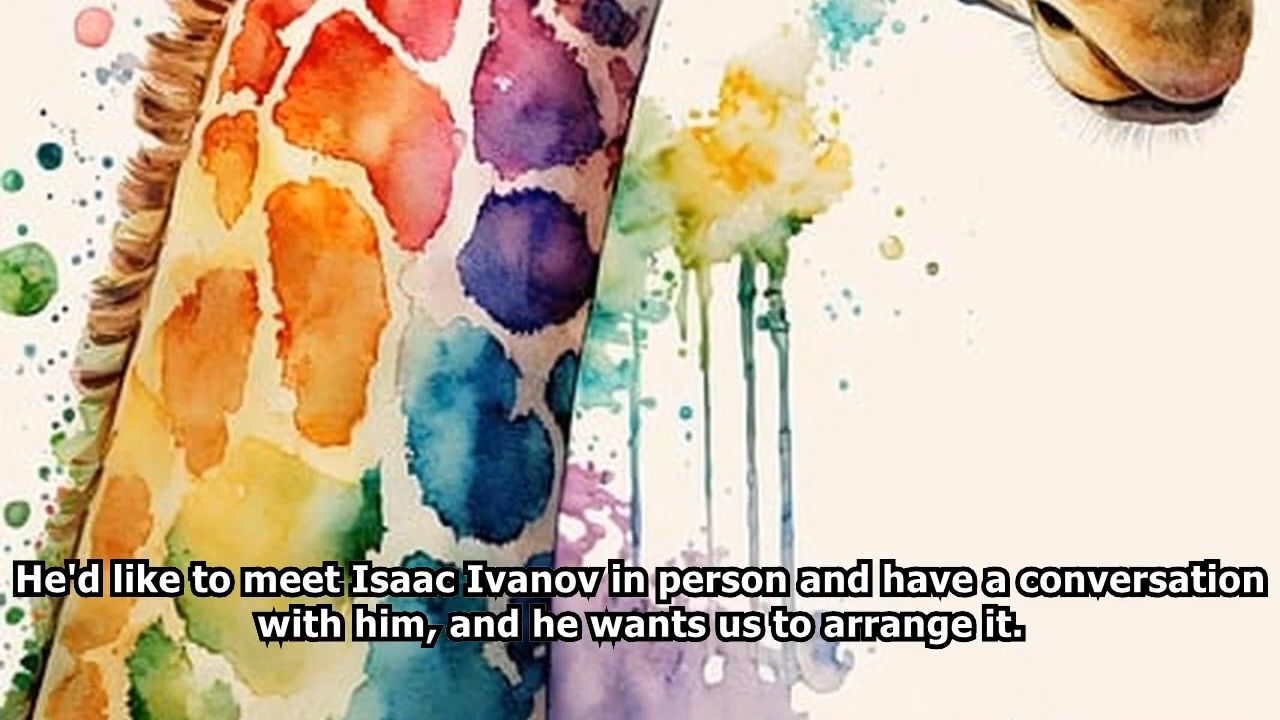 He'd like to meet Isaac Ivanov in person and have a conversation
with him, and he wants us to arrange it.